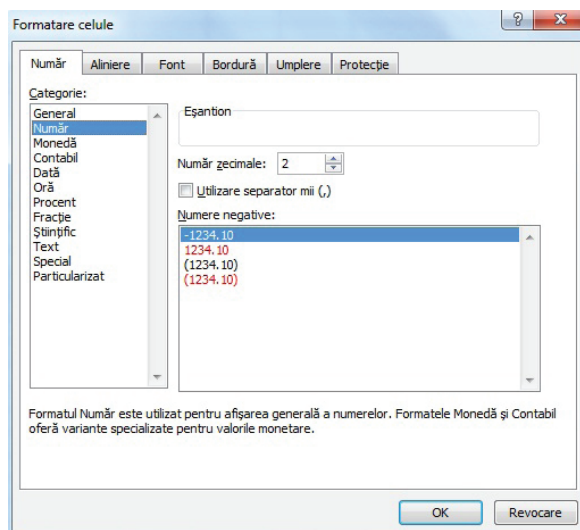 Formatare celule
Număr Aliniere Font Bordură Umplere Protecție
Categorie:
General
Număr
Monedă
Contabil
Dată
Oră
Procent
Fracție
Științific
Text
Special
Particularizat
Eșantion
Număr zecimale: 2
Utilizare separator mii (,)
Numere negative:
-1234.10
1234.10
(1234.10)
(1234.10)
Formatul Număr este utilizat pentru afișarea generală a numerelor. Formatele Monedă și Contabil
oferă variante specializate pentru valorile monetare.
OK Revocare